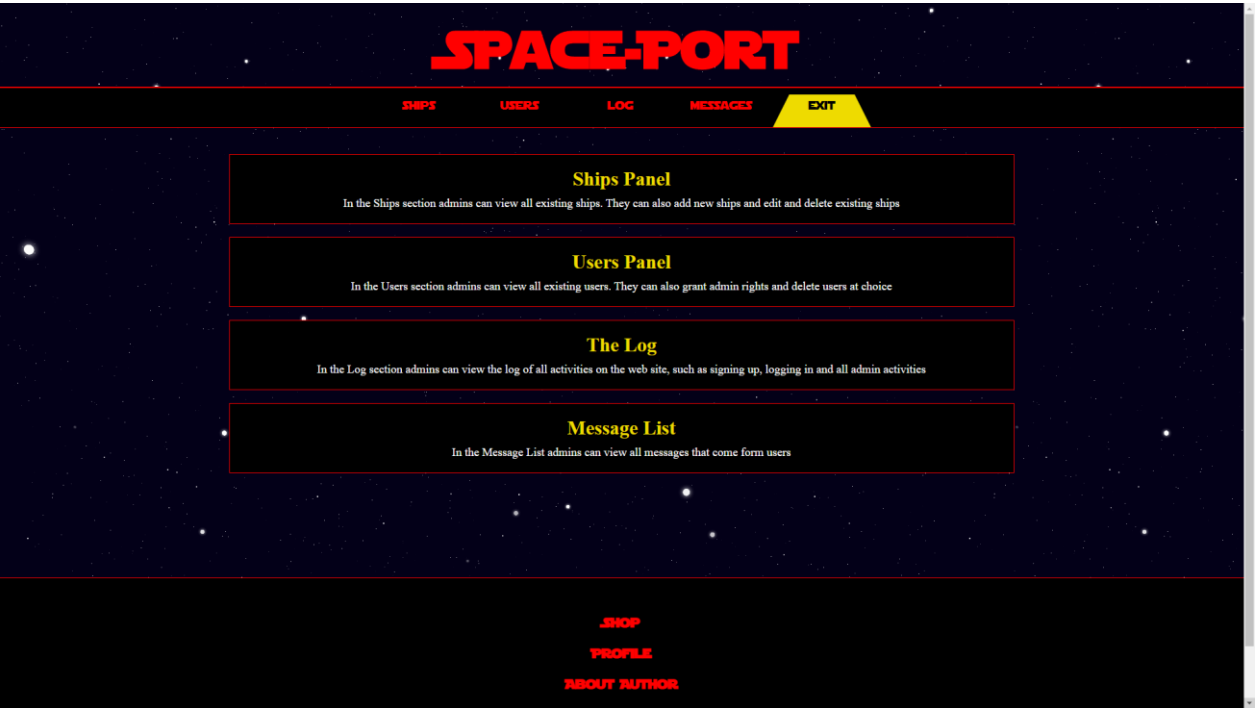 SPACE-PORT
SHIPS USERS LOG MESSAGES EXIT
Ships Panel
In the Ships section admins can view all existing ships. They can also add new ships and edit and delete existing ships
Users Panel
In the Users section admins can view all existing users. They can also grant admin rights and delete users at choice
The Log
In the Log section admins can view the log of all activities on the web site, such as signing up, logging in and all admin activities
Message List
In the Message List admins can view all messages that come form users
SHOP
PROFILE
ABOUT AUTHOR